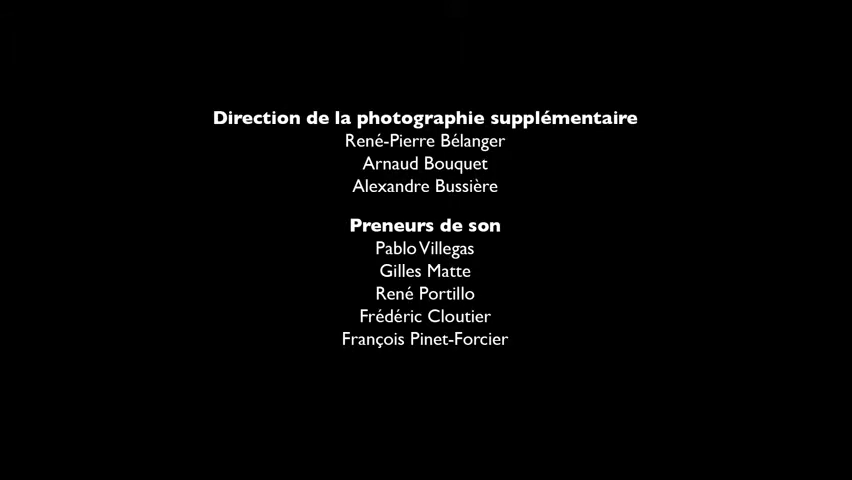 Direction de la photographie supplémentaire
René-Pierre Bélanger
Arnaud Bouquet
Alexandre Bussière
Preneurs de son
Pablo Villegas
Gilles Matte
René Portillo
Frédéric Cloutier
François Pinet-Forcier